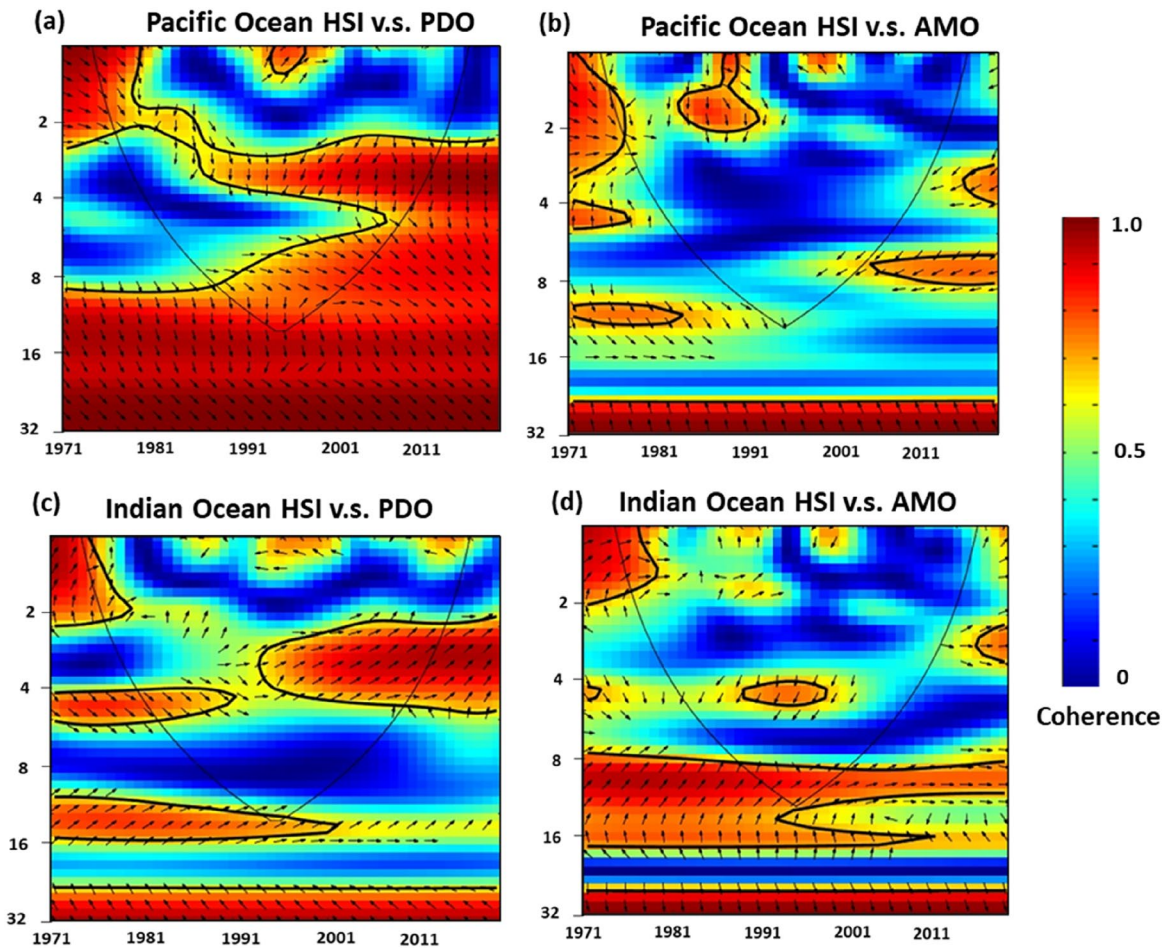 (a) Pacific Ocean HSI v.s. PDO
2
4
8
16
32
1971 1981 1991 2001 2011
(b) Pacific Ocean HSI v.s. AMO
2
4
8
16
32
1971 1981 1991 2001 2011
(c) Indian Ocean HSI v.s. PDO
2
4
8
16
32
1971 1981 1991 2001 2011
(d) Indian Ocean HSI v.s. AMO
2
4
8
16
32
1971 1981 1991 2001 2011
1.0
0.5
0
Coherence